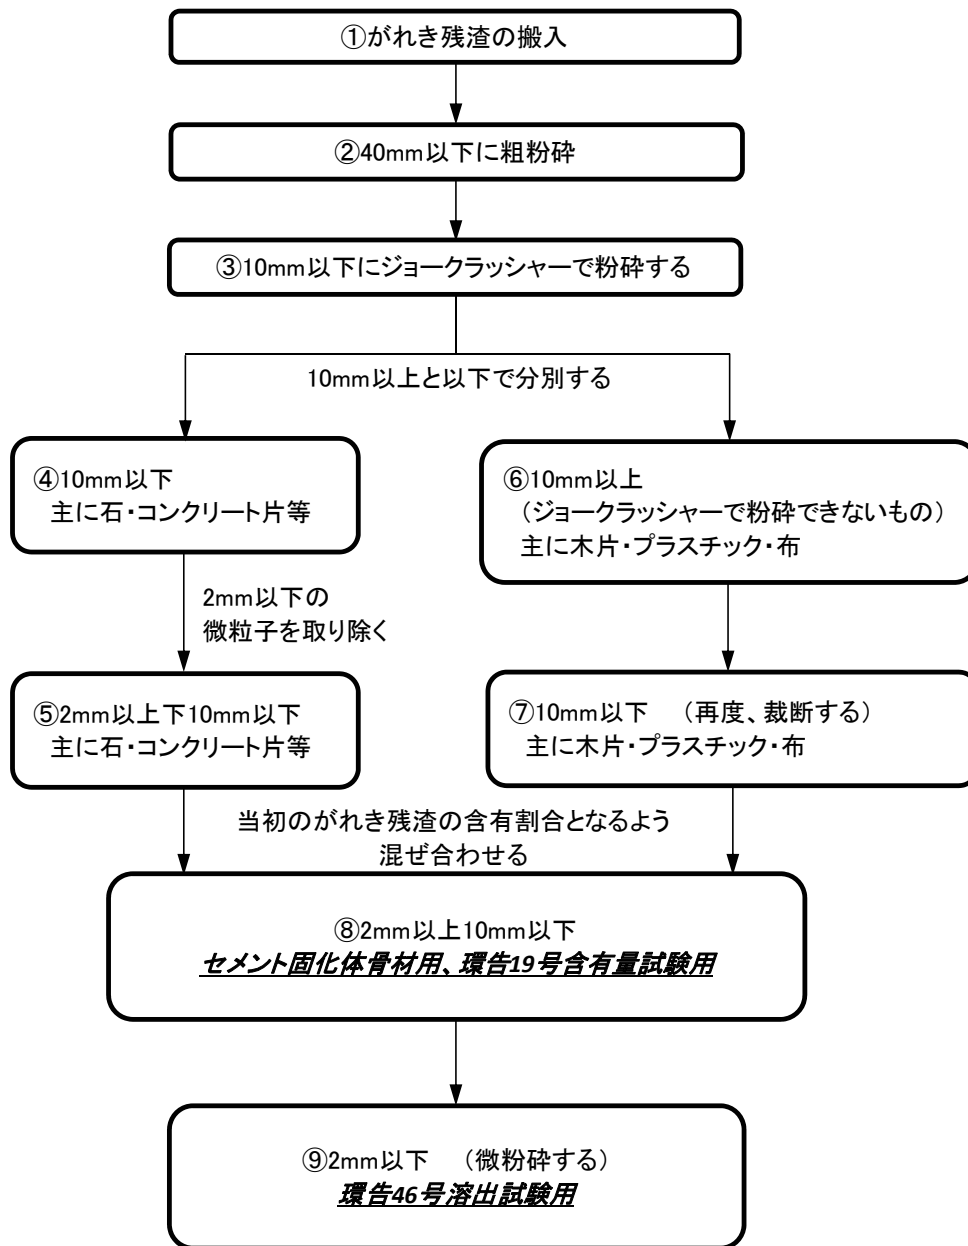 ①がれき残渣の搬入
②40mm以下に粗粉砕
③10mm以下にジョークラッシャーで粉砕する
10mm以上と以下で分別する
④10mm以下
主に石・コンクリート片等
⑥10mm以上
（ジョークラッシャーで粉砕できないもの）
主に木片・プラスチック・布
2mm以下の
微粒子を取り除く
⑤2mm以上下10mm以下
主に石・コンクリート片等
⑦10mm以下　（再度、裁断する）
主に木片・プラスチック・布
当初のがれき残渣の含有割合となるよう
混ぜ合わせる
⑧2mm以上10mm以下
セメント固化体骨材用、環告19号含有量試験用
⑨2mm以下　（微粉砕する）
環告46号溶出試験用